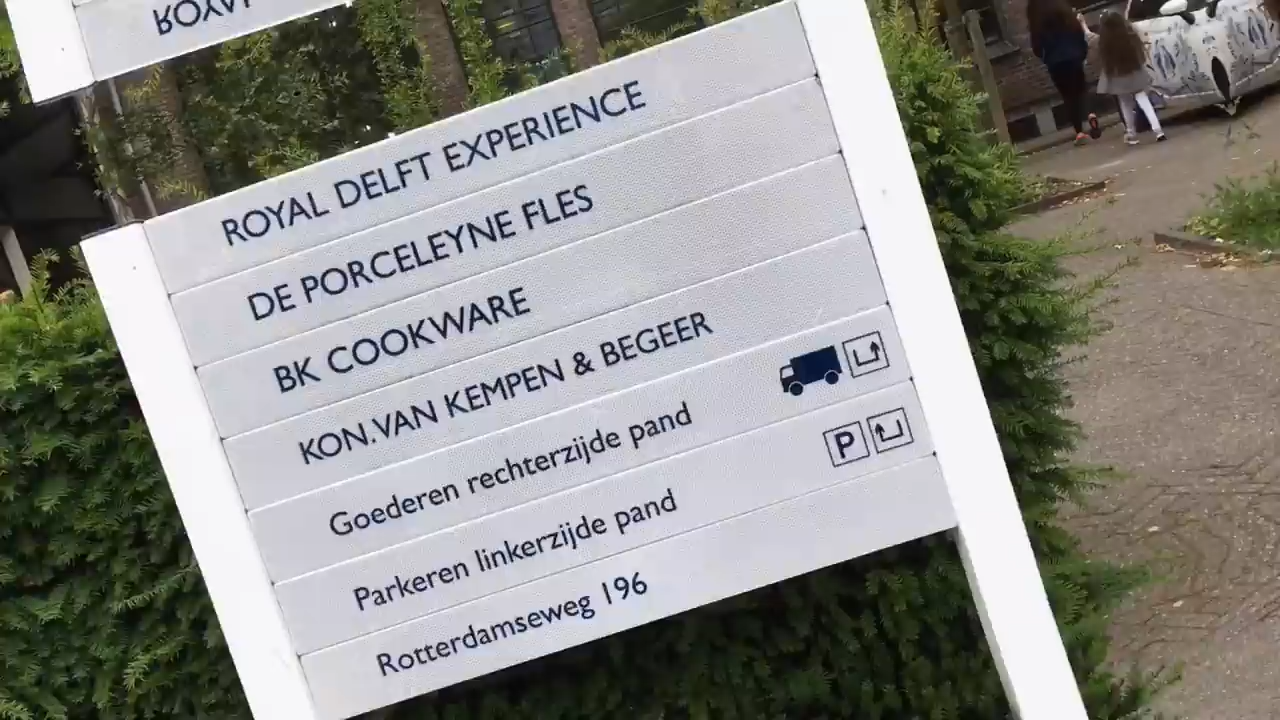 ROYAL DELFT EXPERIENCE
DE PORCELEYNE FLES
BK COOKWARE
KON.VAN KEMPEN & BEGEER
Goederen rechterzijde pand
Parkeren linkerzijde pand
P
Rotterdamseweg 196